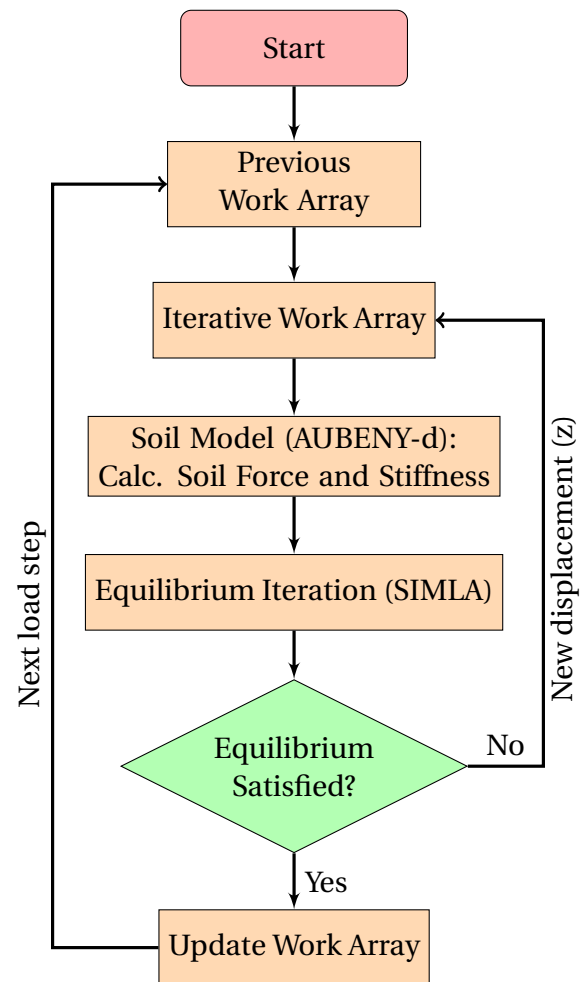 Start
Previous
Work Array
Iterative Work Array
Soil Model (AUBENY-d):
Calc. Soil Force and Stiffness
Equilibrium Iteration (SIMLA)
Equilibrium
Satisfied?
No
New displacement (z)
Yes
Update Work Array
Next load step